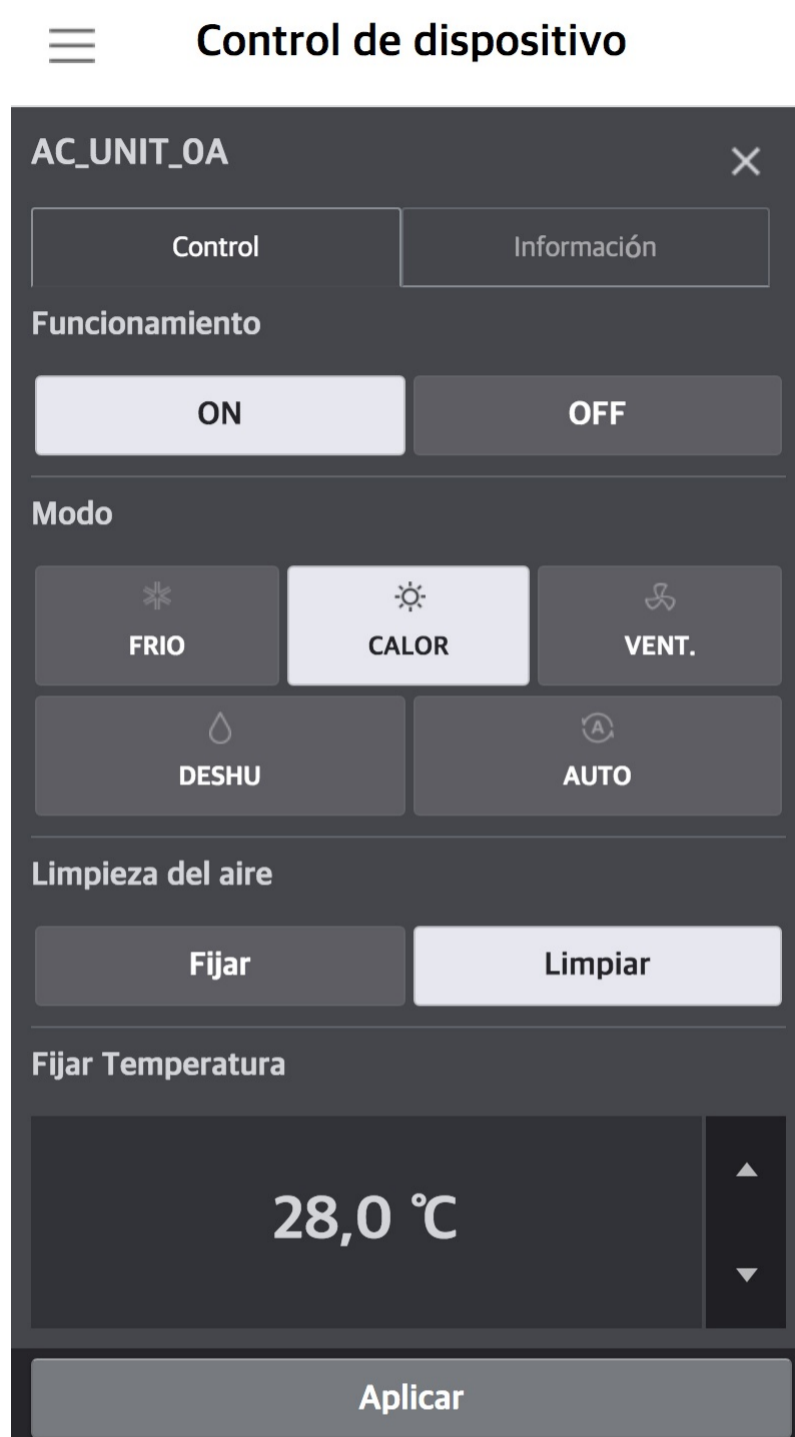 Control de dispositivo
AC_UNIT_0A
Control Información
Funcionamiento
ON OFF
Modo
FRIO CALOR VENT.
A
DESHU AUTO
Limpieza del aire
Fijar Limpiar
Fijar Temperatura
28,0 °C
Aplicar